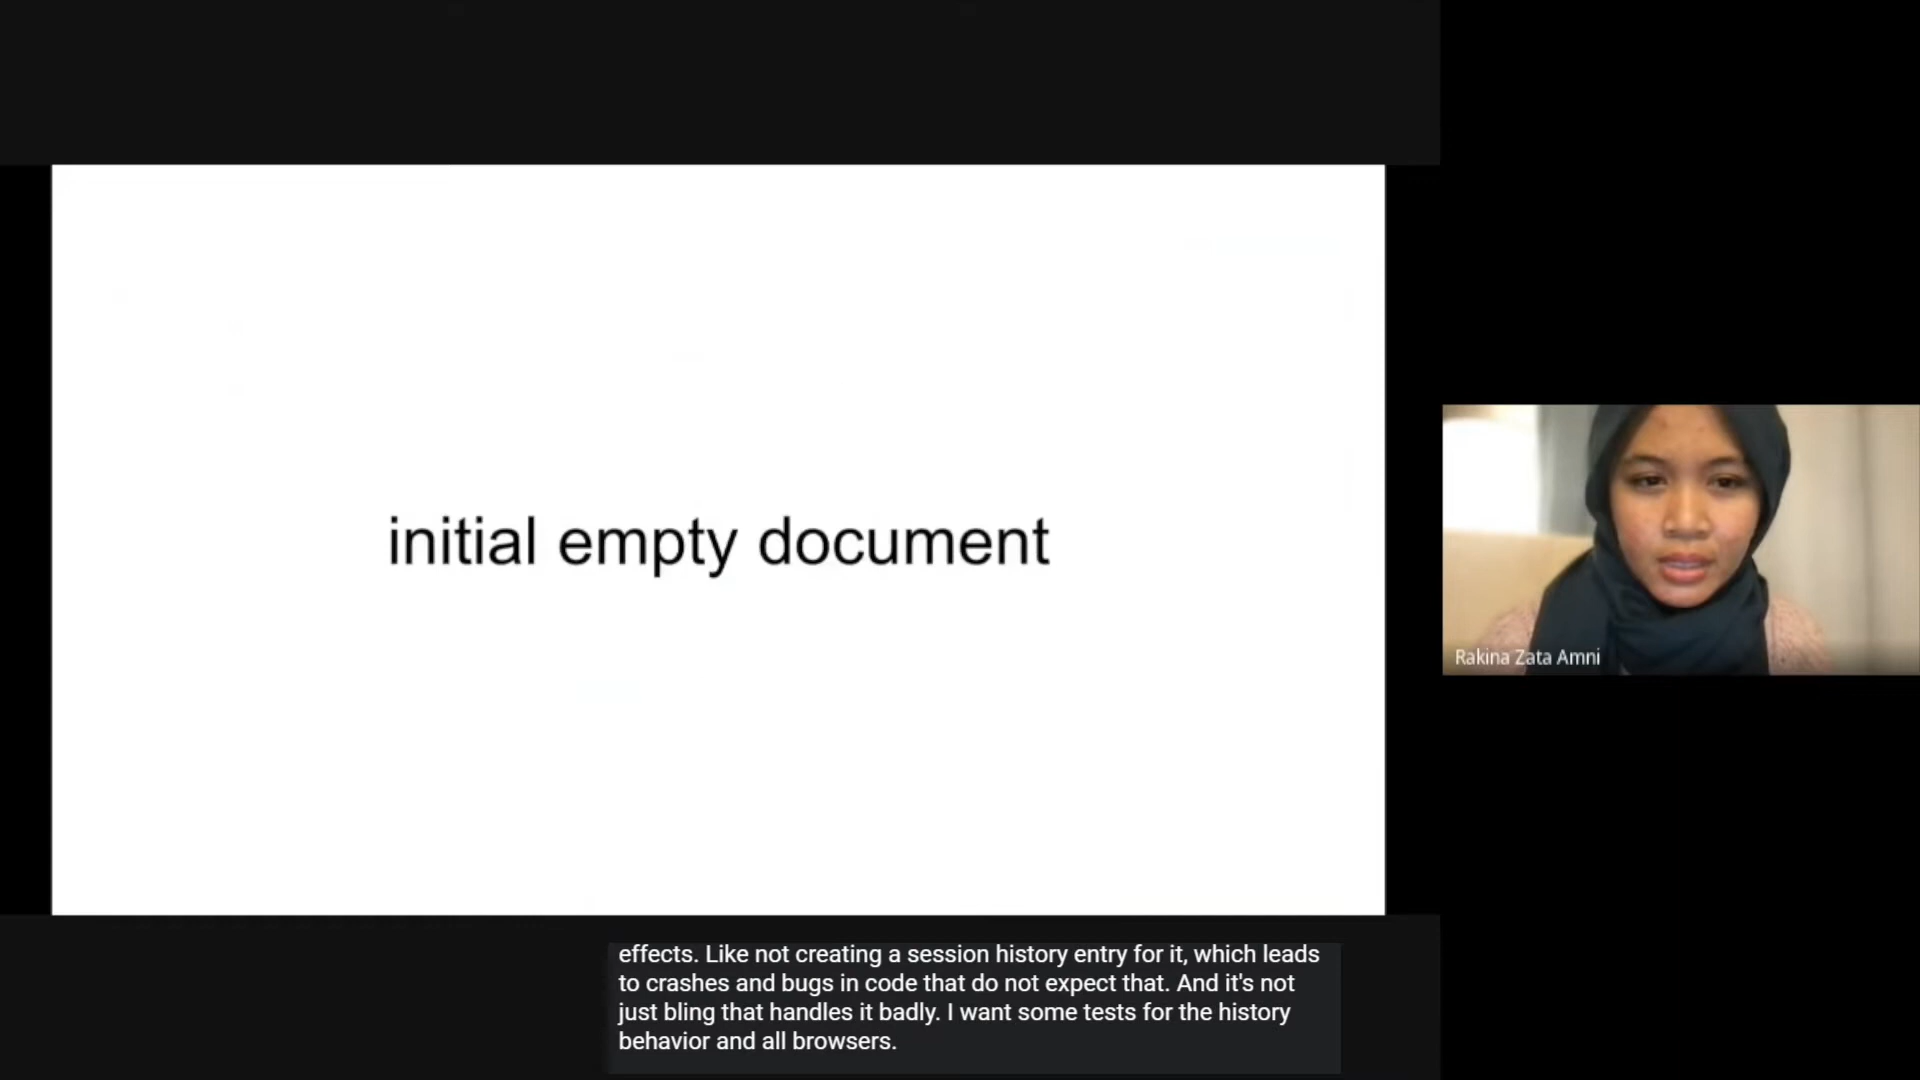 initial empty document
Rakina Zata Amni
effects. Like not creating a session history entry for it, which leads
to crashes and bugs in code that do not expect that. And it's not
just bling that handles it badly. I want some tests for the history
behavior and all browsers.